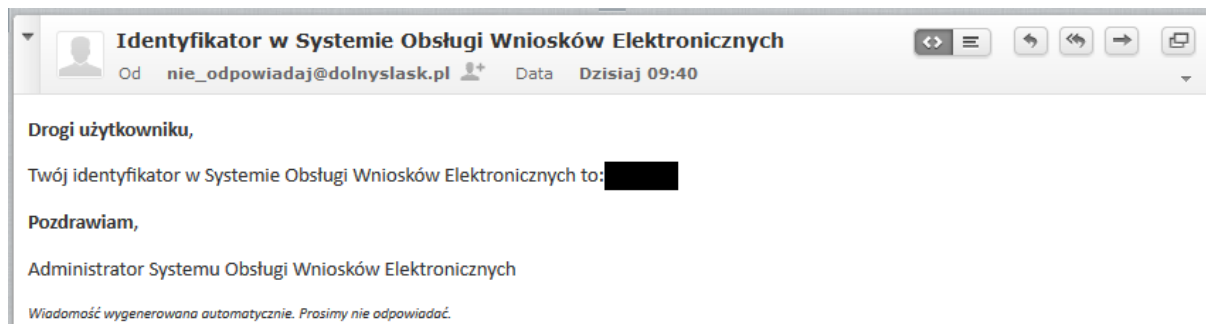 Identyfikator w Systemie Obsługi Wniosków Elektronicznych
Od nie_odpowiadaj@dolnyslask.pl Data Dzisiaj 09:40
Drogi użytkowniku,
Twój identyfikator w Systemie Obsługi Wniosków Elektronicznych to:
Pozdrawiam,
Administrator Systemu Obsługi Wniosków Elektronicznych
Wiadomość wygenerowana automatycznie. Prosimy nie odpowiadać.